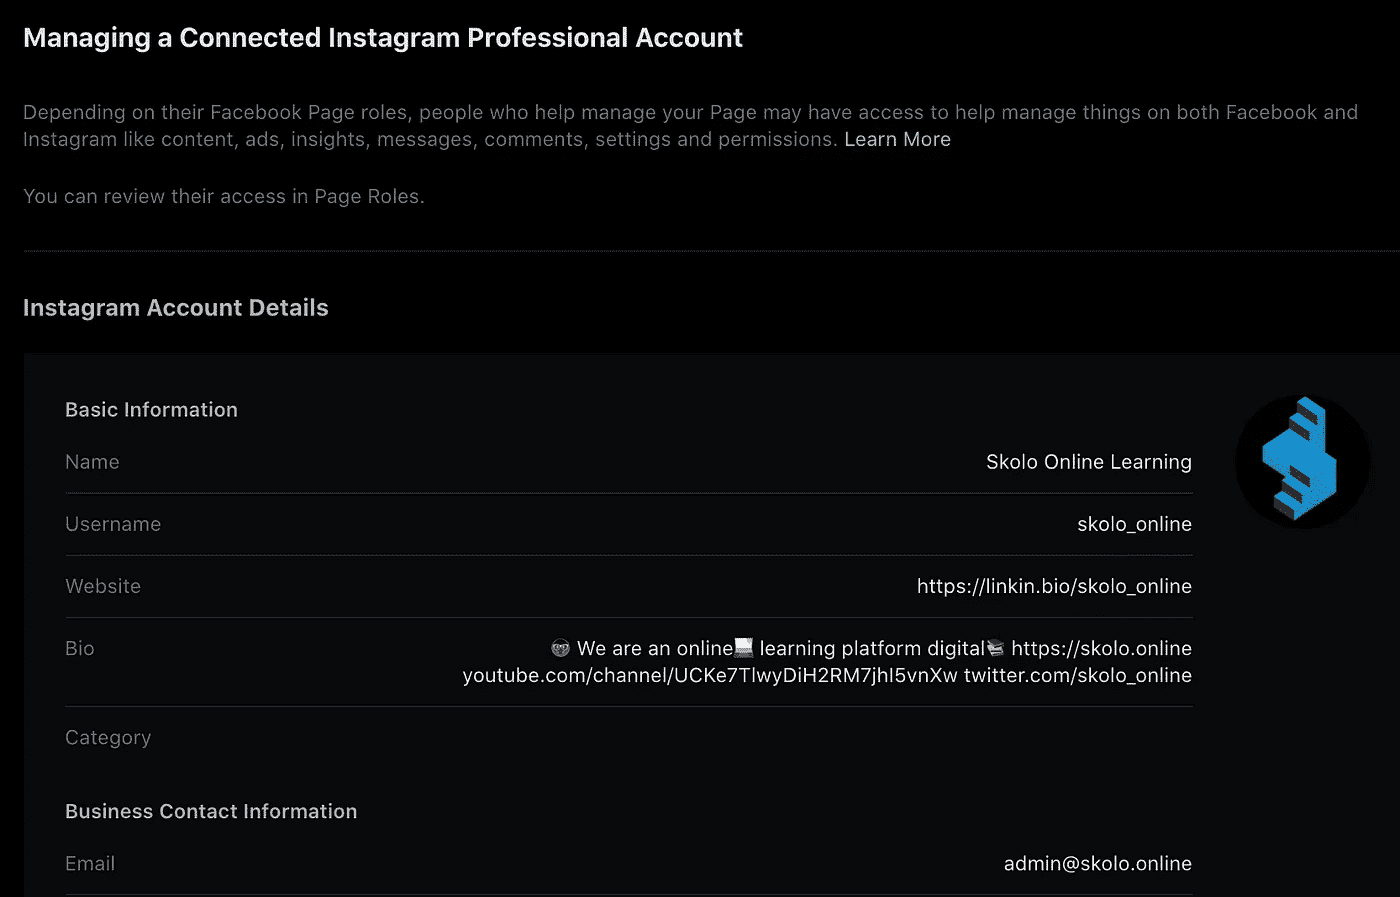 Managing a Connected Instagram Professional Account
Depending on their Facebook Page roles, people who help manage your Page may have access to help manage things on both Facebook and
Instagram like content, ads, insights, messages, comments, settings and permissions. Learn More
You can review their access in Page Roles.
Instagram Account Details
Basic Information
Name Skolo Online Learning
Username skolo_online
Website https://linkin.bio/skolo_online
Bio 🤓 We are an online💻 learning platform digital📚 https://skolo.online
youtube.com/channel/UCKe7TlwyDiH2RM7jhI5vnXw twitter.com/skolo_online
Category
Business Contact Information
Email admin@skolo.online